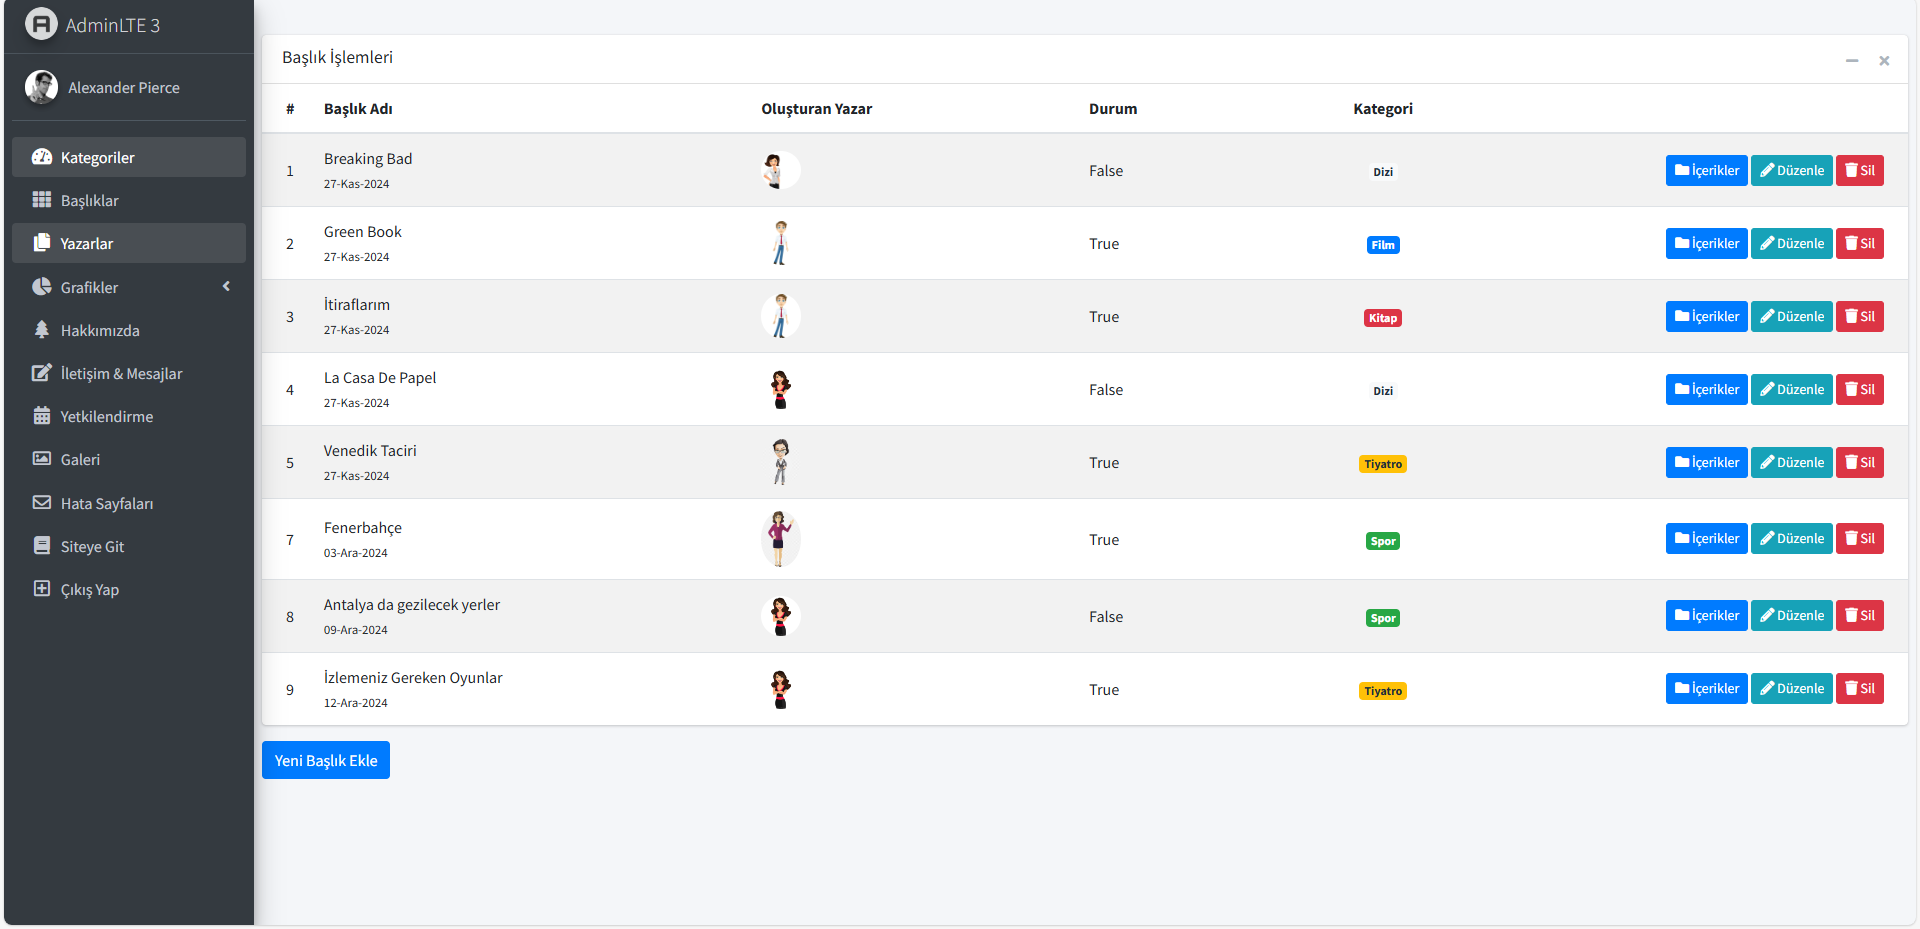 AdminLTE 3
Alexander Pierce
Kategoriler
Başlıklar
Yazarlar
Grafikler
Hakkımızda
İletişim & Mesajlar
Yetkilendirme
Galeri
Hata Sayfaları
Siteye Git
Çıkış Yap
Başlık İşlemleri
# Başlık Adı Oluşturan Yazar Durum Kategori
1 Breaking Bad 27-Kas-2024 False Dizi İçerikler Düzenle Sil
2 Green Book 27-Kas-2024 True Film İçerikler Düzenle Sil
3 İtiraflarım 27-Kas-2024 True Kitap İçerikler Düzenle Sil
4 La Casa De Papel 27-Kas-2024 False Dizi İçerikler Düzenle Sil
5 Venedik Taciri 27-Kas-2024 True Tiyatro İçerikler Düzenle Sil
7 Fenerbahçe 03-Ara-2024 True Spor İçerikler Düzenle Sil
8 Antalya da gezilecek yerler 09-Ara-2024 False Spor İçerikler Düzenle Sil
9 İzlemeniz Gereken Oyunlar 12-Ara-2024 True Tiyatro İçerikler Düzenle Sil
Yeni Başlık Ekle